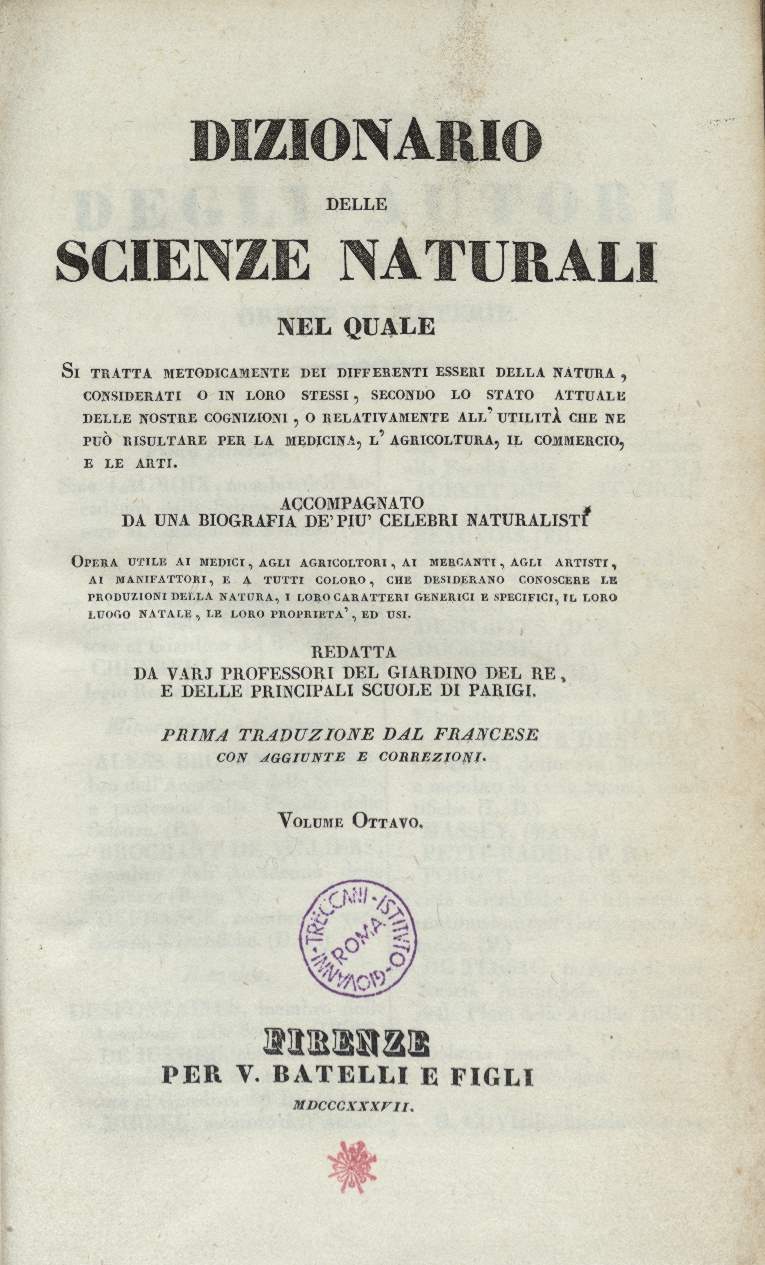 DIZIONARIO
DELLE
SCIENZE NATURALI
NEL QUALE
SI TRATTA METODICAMENTE DEI DIFFERENTI ESSERI DELLA NATURA,
CONSIDERATI O IN LORO STESSI, SECONDO LO STATO ATTUALE
DELLE NOSTRE COGNIZIONI, O RELATIVAMENTE ALL' UTILITÀ CHE NE
PUÒ RISULTARE PER LA MEDICINA, L' AGRICOLTURA, IL COMMERCIO,
E LE ARTI.
ACCOMPAGNATO
DA UNA BIOGRAFIA DE' PIU' CELEBRI NATURALISTI
OPERA UTILE AI MEDICI, AGLI AGRICOLTORI, AI MERCANTI, AGLI ARTISTI,
AI MANIFATTORI, E A TUTTI COLORO, CHE DESIDERANO CONOSCERE LE
PRODUZIONI DELLA NATURA, I LORO CARATTERI GENERICI E SPECIFICI, IL LORO
LUOGO NATALE, LE LORO PROPRIETA', ED USI.
REDATTA
DA VARJ PROFESSORI DEL GIARDINO DEL RE,
E DELLE PRINCIPALI SCUOLE DI PARIGI.
PRIMA TRADUZIONE DAL FRANCESE
CON AGGIUNTE E CORREZIONI.
VOLUME OTTAVO.
ISTITVTO GIOVANNI TRECCANI
ROMA
FIRENZE
PER V. BATELLI E FIGLI
MDCCCXXXVII.